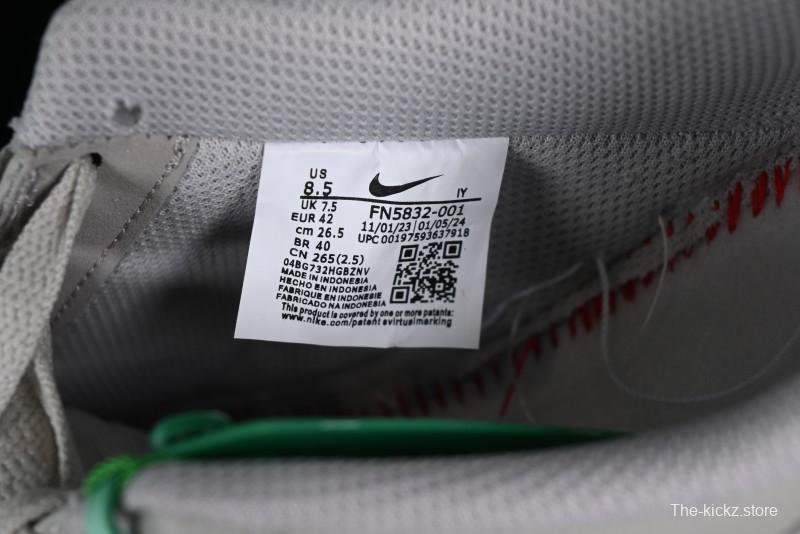 US
8.5
IY
UK 7.5
FN5832-001
EUR 42
11/01/23 | 01/05/24
cm 26.5
UPC 00197593637918
BR 40
CN 265(2.5)
04BG732HGBZNV
MADE IN INDONESIA
HECHO EN INDONESIA
FABRIQUE EN INDONESIE
FABRICADO NA INDONESIA
This product is covered by one or more patents:
www.nike.com/patent svirtualmarking
The-kickz.store